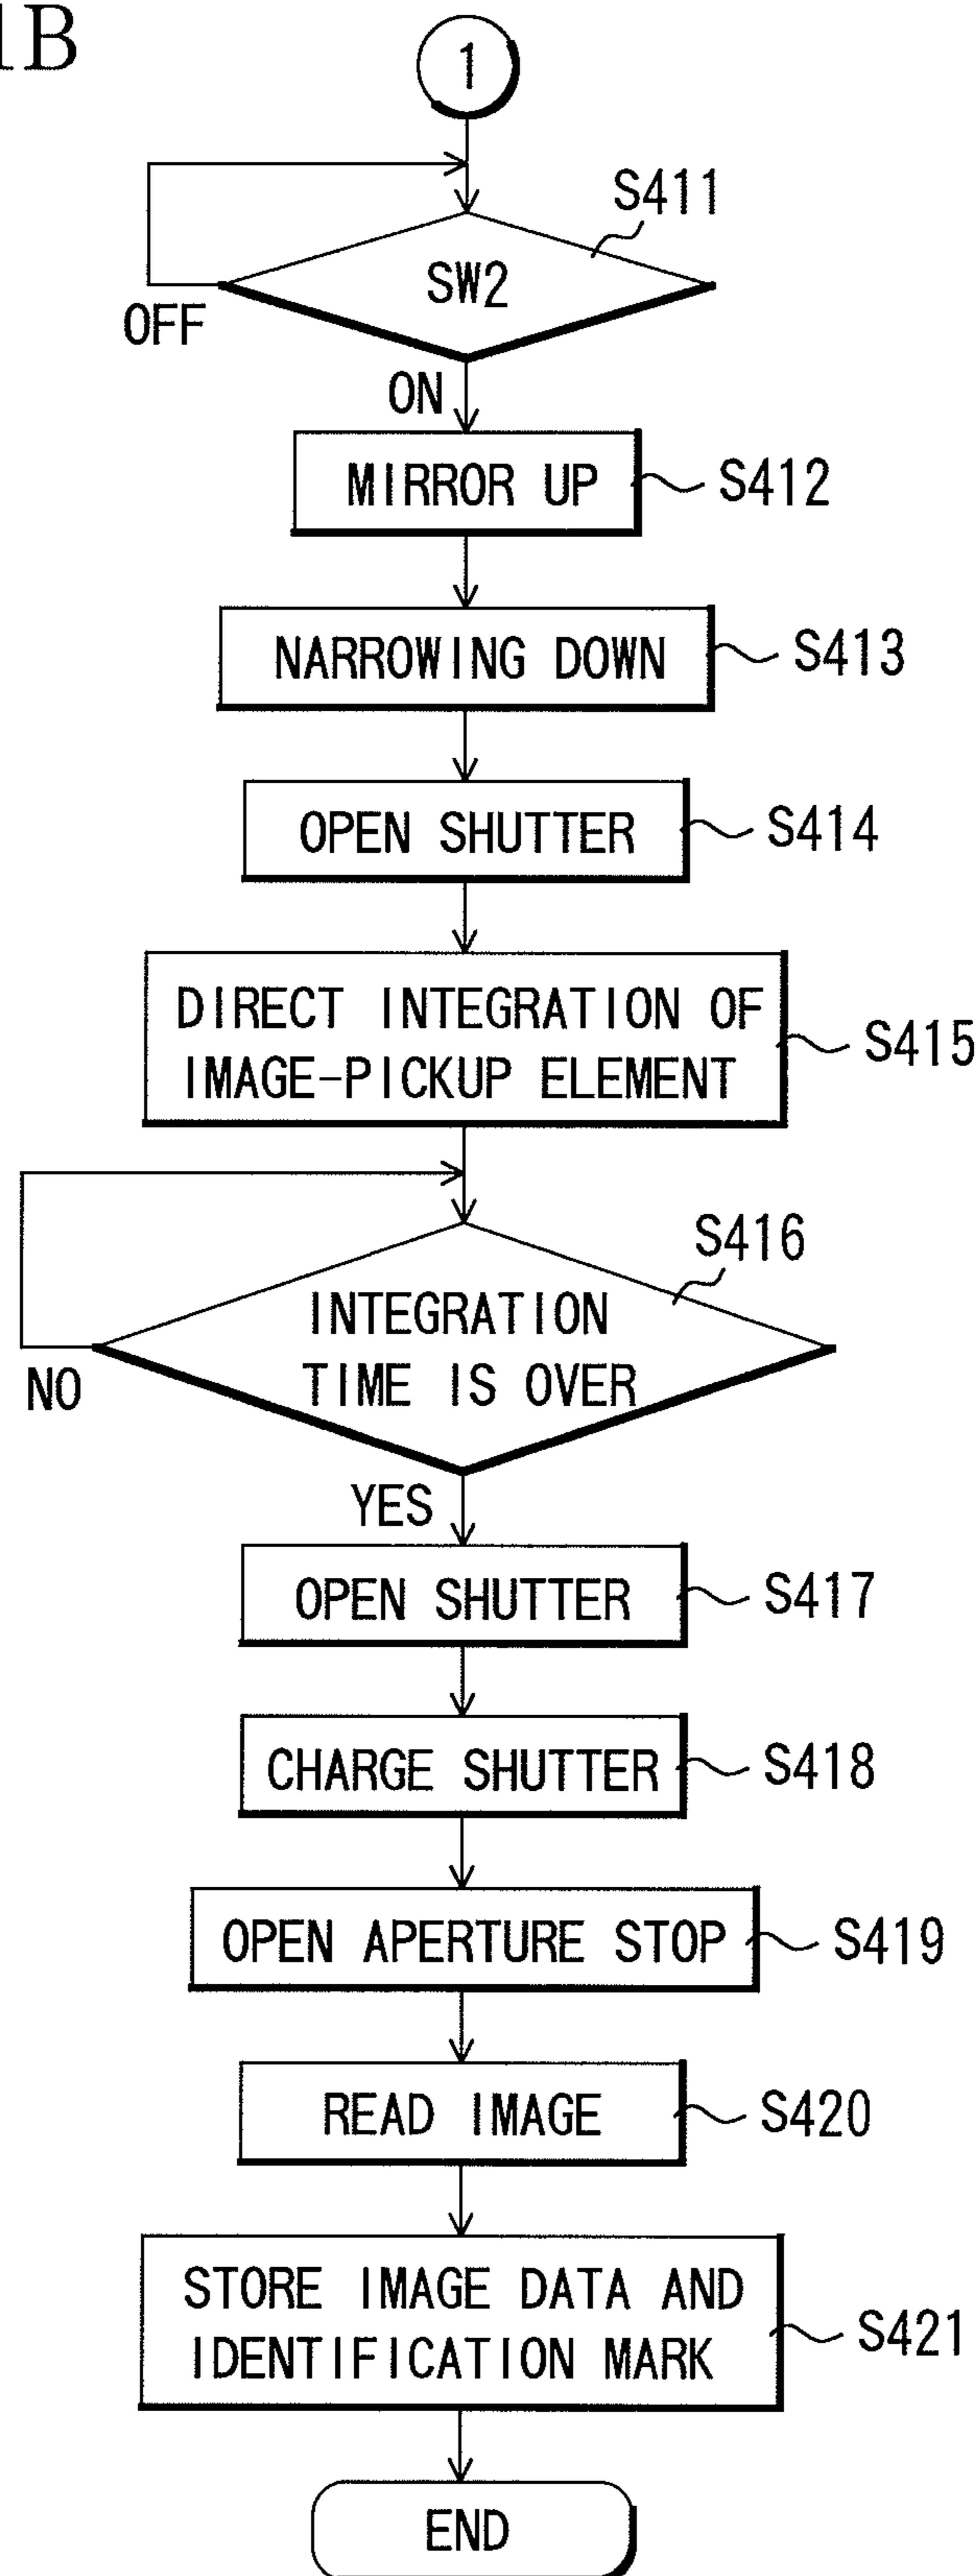 1B
1
S411
SW2
OFF
ON
MIRROR UP
S412
NARROWING DOWN
S413
OPEN SHUTTER
S414
DIRECT INTEGRATION OF
IMAGE-PICKUP ELEMENT
S415
S416
INTEGRATION
TIME IS OVER
NO
YES
OPEN SHUTTER
S417
CHARGE SHUTTER
S418
OPEN APERTURE STOP
S419
READ IMAGE
S420
STORE IMAGE DATA AND
IDENTIFICATION MARK
S421
END